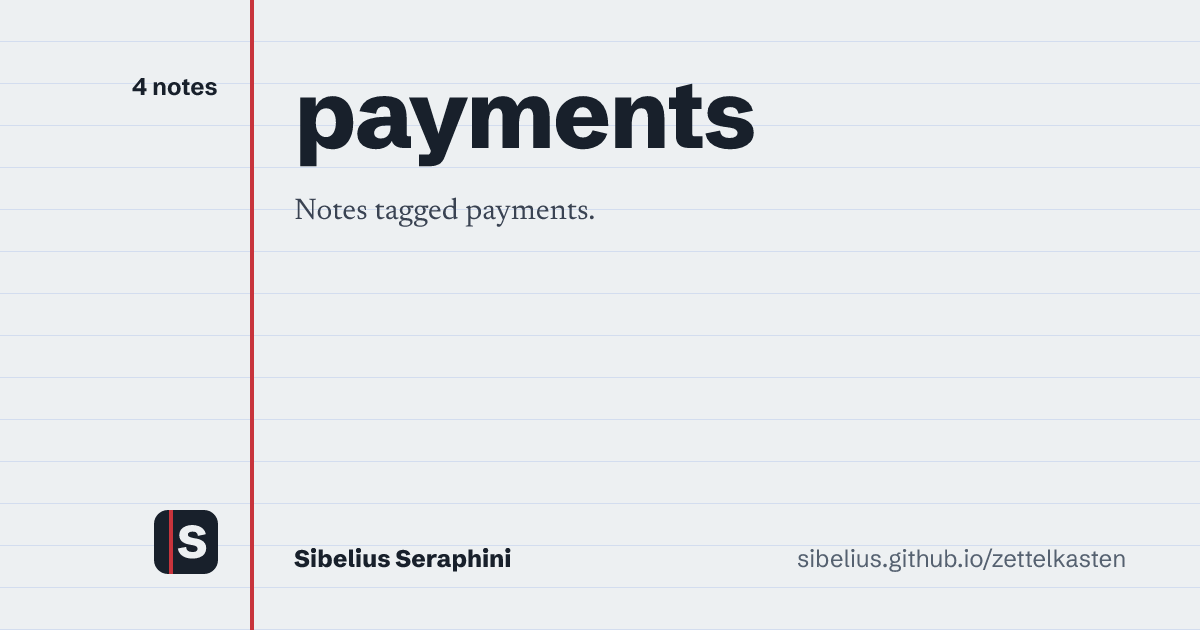 4 notes
payments
Notes tagged payments.
S
Sibelius Seraphini
sibelius.github.io/zettelkasten